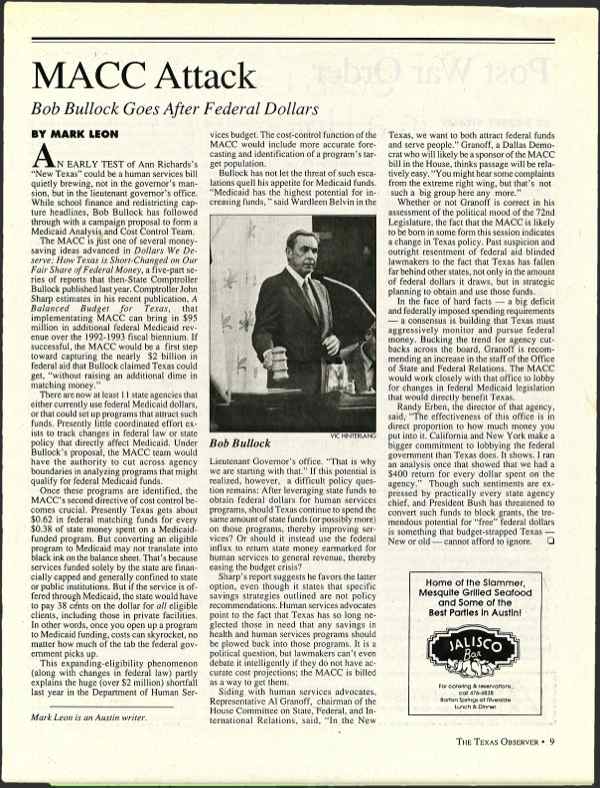 MACC Attack
Bob Bullock Goes After Federal Dollars
BY MARK LEON
AN EARLY TEST of Ann Richards's
"New Texas" could be a human services bill
quietly brewing, not in the governor's man-
sion, but in the lieutenant governor's office.
While school finance and redistricting cap-
ture headlines, Bob Bullock has followed
through with a campaign proposal to form a
Medicaid Analysis and Cost Control Team.
The MACC is just one of several money-
saving ideas advanced in Dollars We De-
serve: How Texas is Short-Changed on Our
Fair Share of Federal Money, a five-part se-
ries of reports that then-State Comptroller
Bullock published last year. Comptroller John
Sharp estimates in his recent publication, A
Balanced Budget for Texas, that
implementing MACC can bring in $95
million in additional federal Medicaid rev-
enue over the 1992-1993 fiscal biennium. If
successful, the MACC would be a first step
toward capturing the nearly $2 billion in
federal aid that Bullock claimed Texas could
get, "without raising an additional dime in
matching money."
There are now at least 11 state agencies that
either currently use federal Medicaid dollars,
or that could set up programs that attract such
funds. Presently little coordinated effort ex-
ists to track changes in federal law or state
policy that directly affect Medicaid. Under
Bullock's proposal, the MACC team would
have the authority to cut across agency
boundaries in analyzing programs that might
qualify for federal Medicaid funds.
Once these programs are identified, the
MACC's second directive of cost control be-
comes crucial. Presently Texas gets about
$0.62 in federal matching funds for every
$0.38 of state money spent on a Medicaid-
funded program. But converting an eligible
program to Medicaid may not translate into
black ink on the balance sheet. That's because
services funded solely by the state are finan-
cially capped and generally confined to state
or public institutions. But if the service is of-
fered through Medicaid, the state would have
to pay 38 cents on the dollar for all eligible
clients, including those in private facilities.
In other words, once you open up a program
to Medicaid funding, costs can skyrocket, no
matter how much of the tab the federal gov-
ernment picks up.
This expanding-eligibility phenomenon
(along with changes in federal law) partly
explains the huge (over $2 million) shortfall
last year in the Department of Human Ser-
Mark Leon is an Austin writer.
vices budget. The cost-control function of the
MACC would include more accurate fore-
casting and identification of a program's tar-
get population.
Bullock has not let the threat of such esca-
lations quell his appetite for Medicaid funds.
"Medicaid has the highest potential for in-
creasing funds, " said Wardleen Belvin in the
VIC HINTERLANG
Bob Bullock
Lieutenant Governor's office. "That is why
we are starting with that." If this potential is
realized, however, a difficult policy ques-
tion remains: After leveraging state funds to
obtain federal dollars for human services
programs, should Texas continue to spend the
same amount of state funds (or possibly more)
on those programs, thereby improving ser-
vices? Or should it instead use the federal
influx to return state money earmarked for
human services to general revenue, thereby
easing the budget crisis?
Sharp's report suggests he favors the latter
option, even though it states that specific
savings strategies outlined are not policy
recommendations. Human services advocates
point to the fact that Texas has so long ne-
glected those in need that any savings in
health and human services programs should
be plowed back into those programs. It is a
political question, but lawmakers can't even
debate it intelligently if they do not have ac-
curate cost projections; the MACC is billed
as a way to get them.
Siding with human services advocates,
Representative Al Granoff, chairman of the
House Committee on State, Federal, and In-
ternational Relations, said, "In the New
Texas, we want to both attract federal funds
and serve people." Granoff, a Dallas Demo-
crat who will likely be a sponsor of the MACC
bill in the House, thinks passage will be rela-
tively easy. "You might hear some complaints
from the extreme right wing, but that's not
such a big group here any more."
Whether or not Granoff is correct in his
assessment of the political mood of the 72nd
Legislature, the fact that the MACC is likely
to be born in some form this session indicates
a change in Texas policy. Past suspicion and
outright resentment of federal aid blinded
lawmakers to the fact that Texas has fallen
far behind other states, not only in the amount
of federal dollars it draws, but in strategic
planning to obtain and use those funds.
In the face of hard facts — a big deficit
and federally imposed spending requirements
— a consensus is building that Texas must
aggressively monitor and pursue federal
money. Bucking the trend for agency cut-
backs across the board, Granoff is recom-
mending an increase in the staff of the Office
of State and Federal Relations. The MACC
would work closely with that office to lobby
for changes in federal Medicaid legislation
that would directly benefit Texas.
Randy Erben, the director of that agency,
said, "The effectiveness of this office is in
direct proportion to how much money you
put into it. California and New York make a
bigger commitment to lobbying the federal
government than Texas does. It shows. I ran
an analysis once that showed that we had a
$400 return for every dollar spent on the
agency." Though such sentiments are ex-
pressed by practically every state agency
chief, and President Bush has threatened to
convert such funds to block grants, the tre-
mendous potential for "free" federal dollars
is something that budget-strapped Texas —
New or old — cannot afford to ignore. ❑
Home of the Slammer,
Mesquite Grilled Seafood
and Some of the
Best Parties in Austin!
JALISCO
BAR
For catering & reservations,
call 476-4838
Barton Springs at Riverside
Lunch & Dinner
THE TEXAS OBSERVER • 9